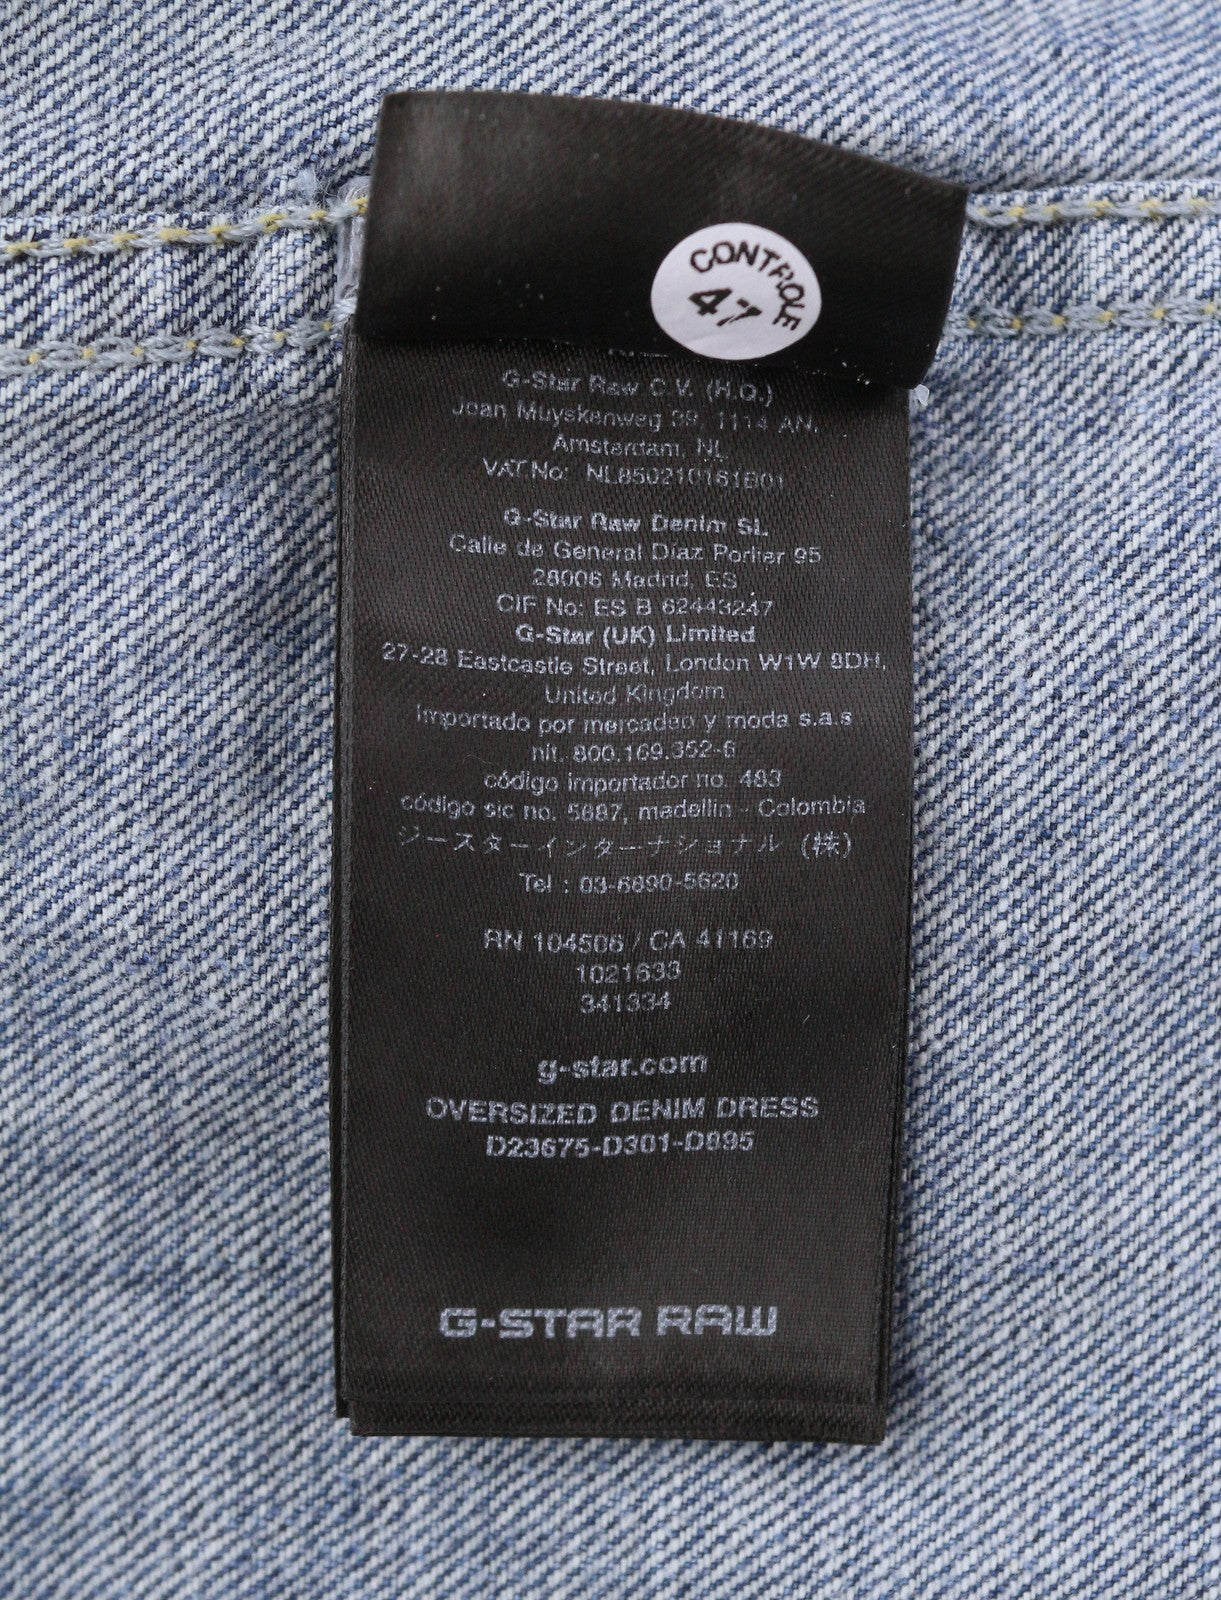 CONTROLE
47
G-Star Raw C.V. (H.Q.)
Joan Muyskenweg 39, 1114 AN,
Amsterdam, NL
VAT.No: NL850210161B01
G-Star Raw Denim SL
Calle de General Diaz Porlier 95
28006 Madrid, ES
CIF No: ES B 62443247
G-Star (UK) Limited
27-28 Eastcastle Street, London W1W 8DH,
United Kingdom
Importado por mercadeo y moda s.a.s
nit. 800.169.352-6
código importador no. 483
código sic no. 5887, medellin - Colombia
ジースターインターナショナル (株)
Tel : 03-6890-5620
RN 104506 / CA 41169
1021633
341334
g-star.com
OVERSIZED DENIM DRESS
D23675-D301-D895
G-STAR RAW